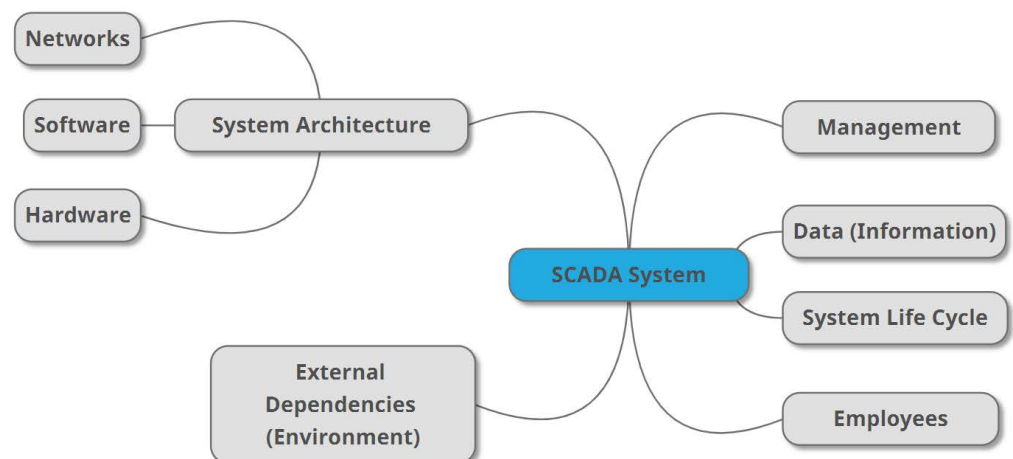 Networks
Software
System Architecture
Hardware
Management
Data (Information)
SCADA System
System Life Cycle
External
Dependencies
(Environment)
Employees